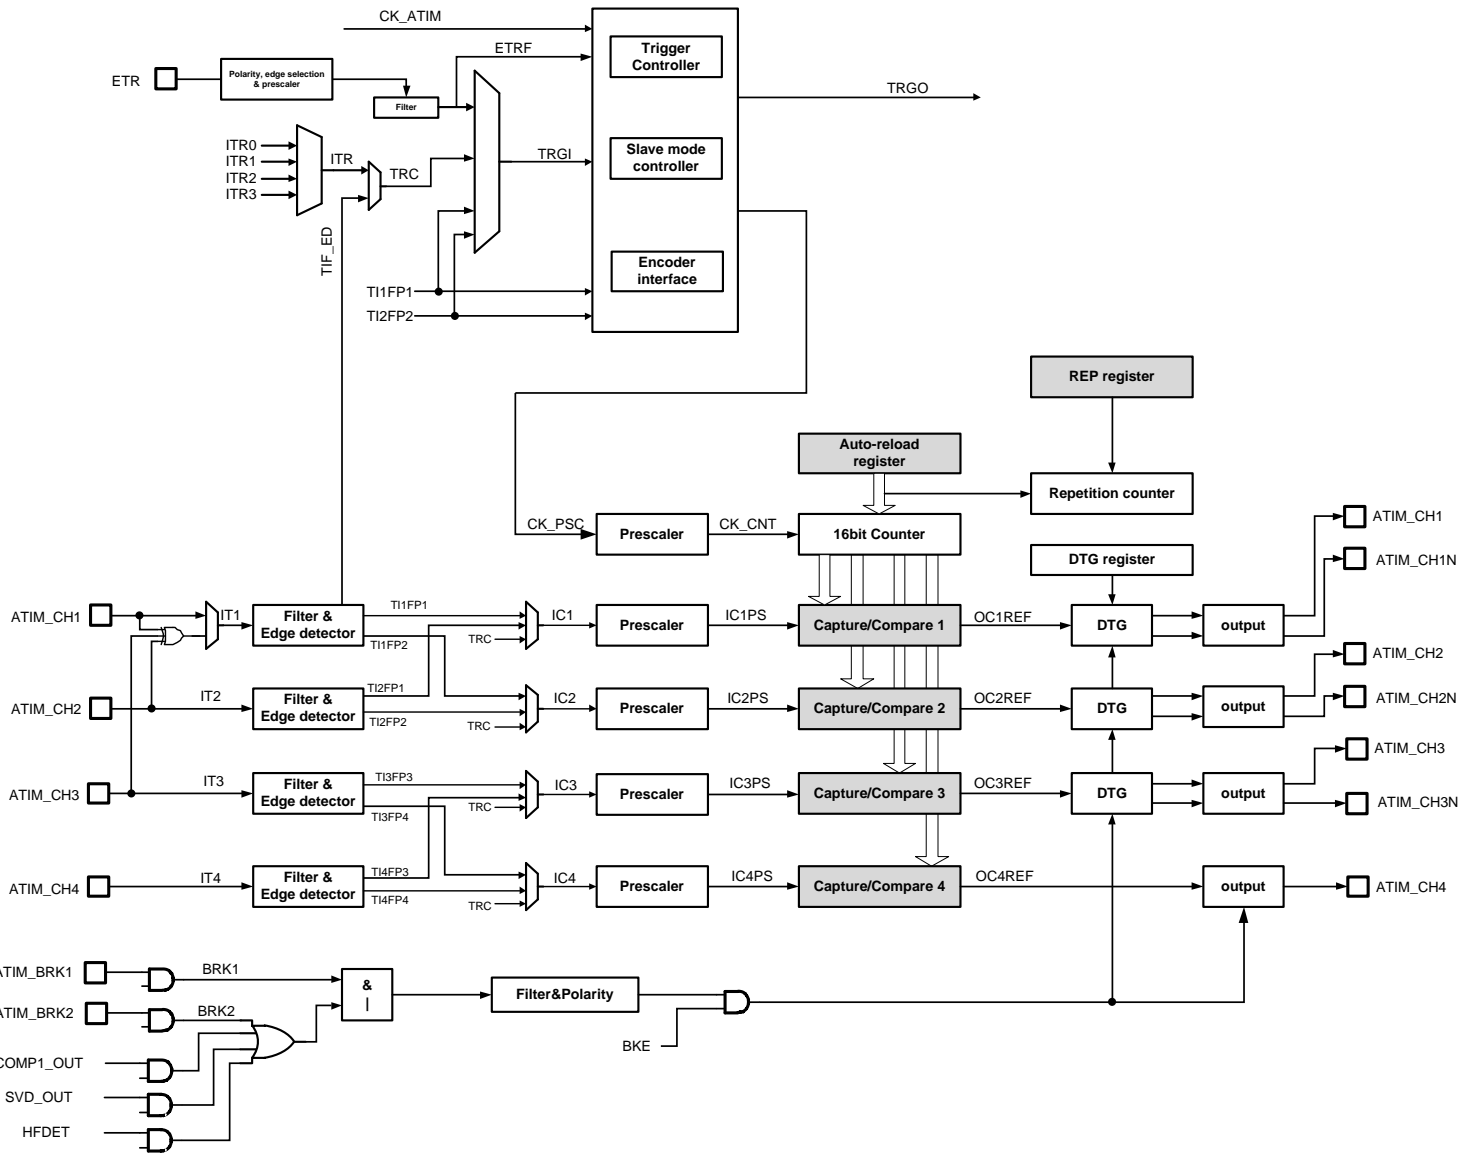 CK_ATIM
ETRF
Trigger
Controller
ETR
Polarity, edge selection
& prescaler
Filter
TRGO
ITR0
ITR1
ITR2
ITR3
ITR
TRC
TRGI
Slave mode
controller
TIF_ED
Encoder
interface
TI1FP1
TI2FP2
REP register
Auto-reload
register
Repetition counter
CK_PSC
Prescaler
CK_CNT
16bit Counter
DTG register
ATIM_CH1
ATIM_CH1N
ATIM_CH1
IT1
Filter &
Edge detector
TI1FP1
TI1FP2
TRC
IC1
Prescaler
IC1PS
Capture/Compare 1
OC1REF
DTG
output
ATIM_CH2
ATIM_CH2N
ATIM_CH2
IT2
Filter &
Edge detector
TI2FP1
TI2FP2
TRC
IC2
Prescaler
IC2PS
Capture/Compare 2
OC2REF
DTG
output
ATIM_CH3
ATIM_CH3N
ATIM_CH3
IT3
Filter &
Edge detector
TI3FP3
TI3FP4
TRC
IC3
Prescaler
IC3PS
Capture/Compare 3
OC3REF
DTG
output
ATIM_CH4
IT4
Filter &
Edge detector
TI4FP3
TI4FP4
TRC
IC4
Prescaler
IC4PS
Capture/Compare 4
OC4REF
output
ATIM_CH4
ATIM_BRK1
BRK1
&
|
Filter&Polarity
ATIM_BRK2
BRK2
BKE
COMP1_OUT
SVD_OUT
HFDET